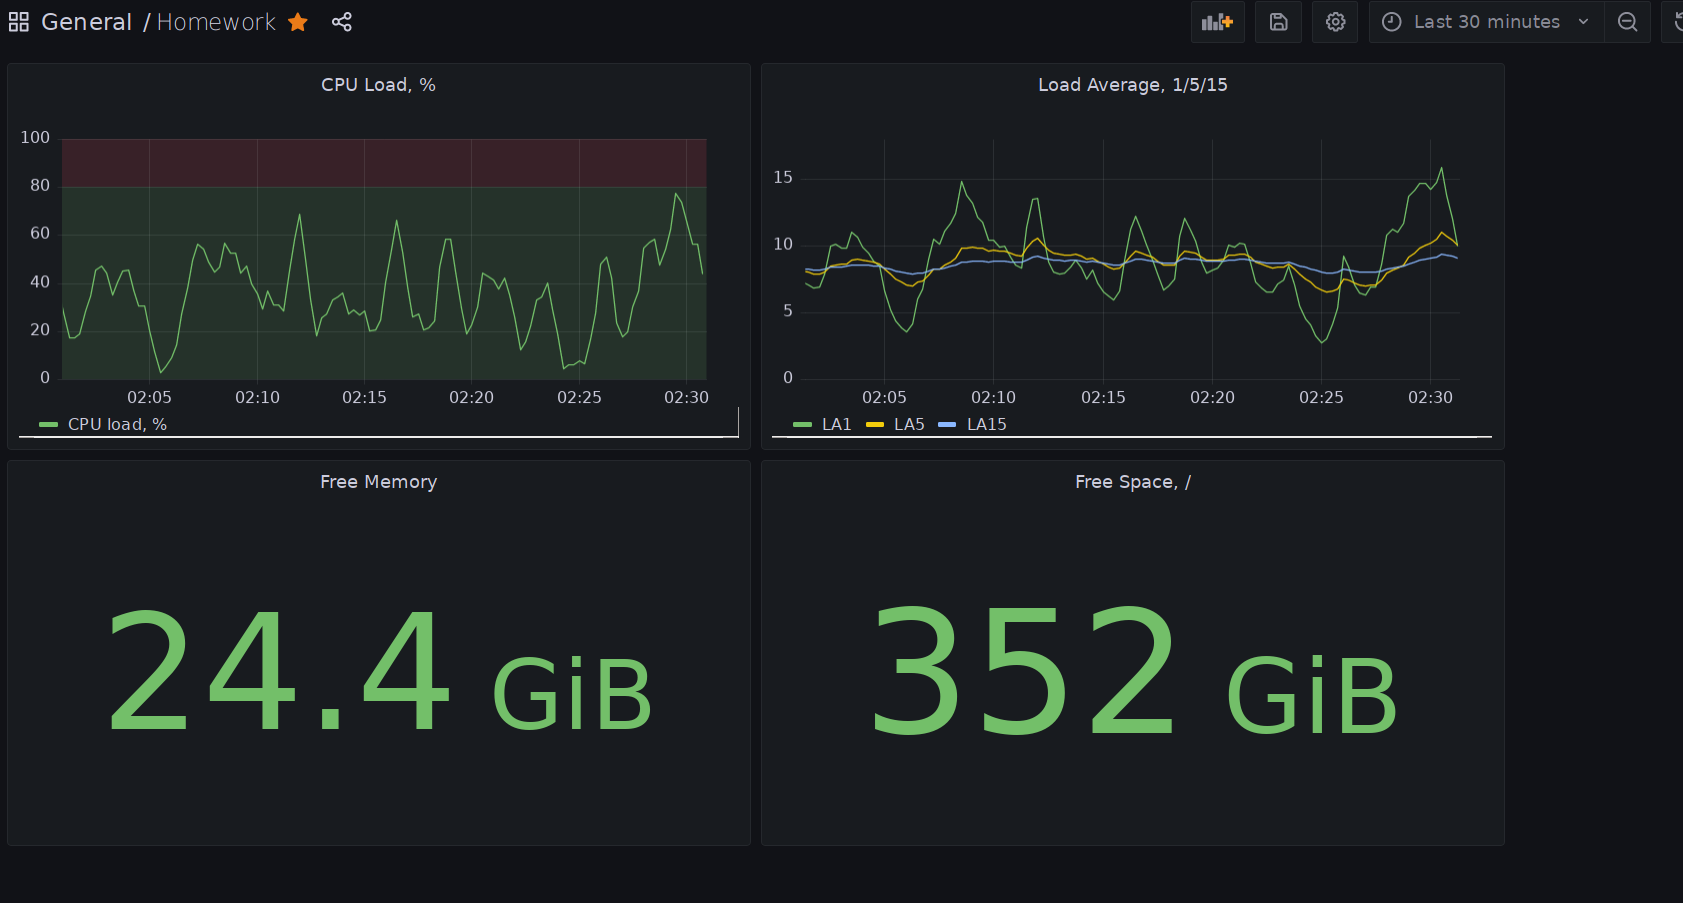 General / Homework
Last 30 minutes
CPU Load, %
100
80
60
40
20
0
02:05 02:10 02:15 02:20 02:25 02:30
CPU load, %
Load Average, 1/5/15
15
10
5
0
02:05 02:10 02:15 02:20 02:25 02:30
LA1 LA5 LA15
Free Memory
24.4 GiB
Free Space, /
352 GiB